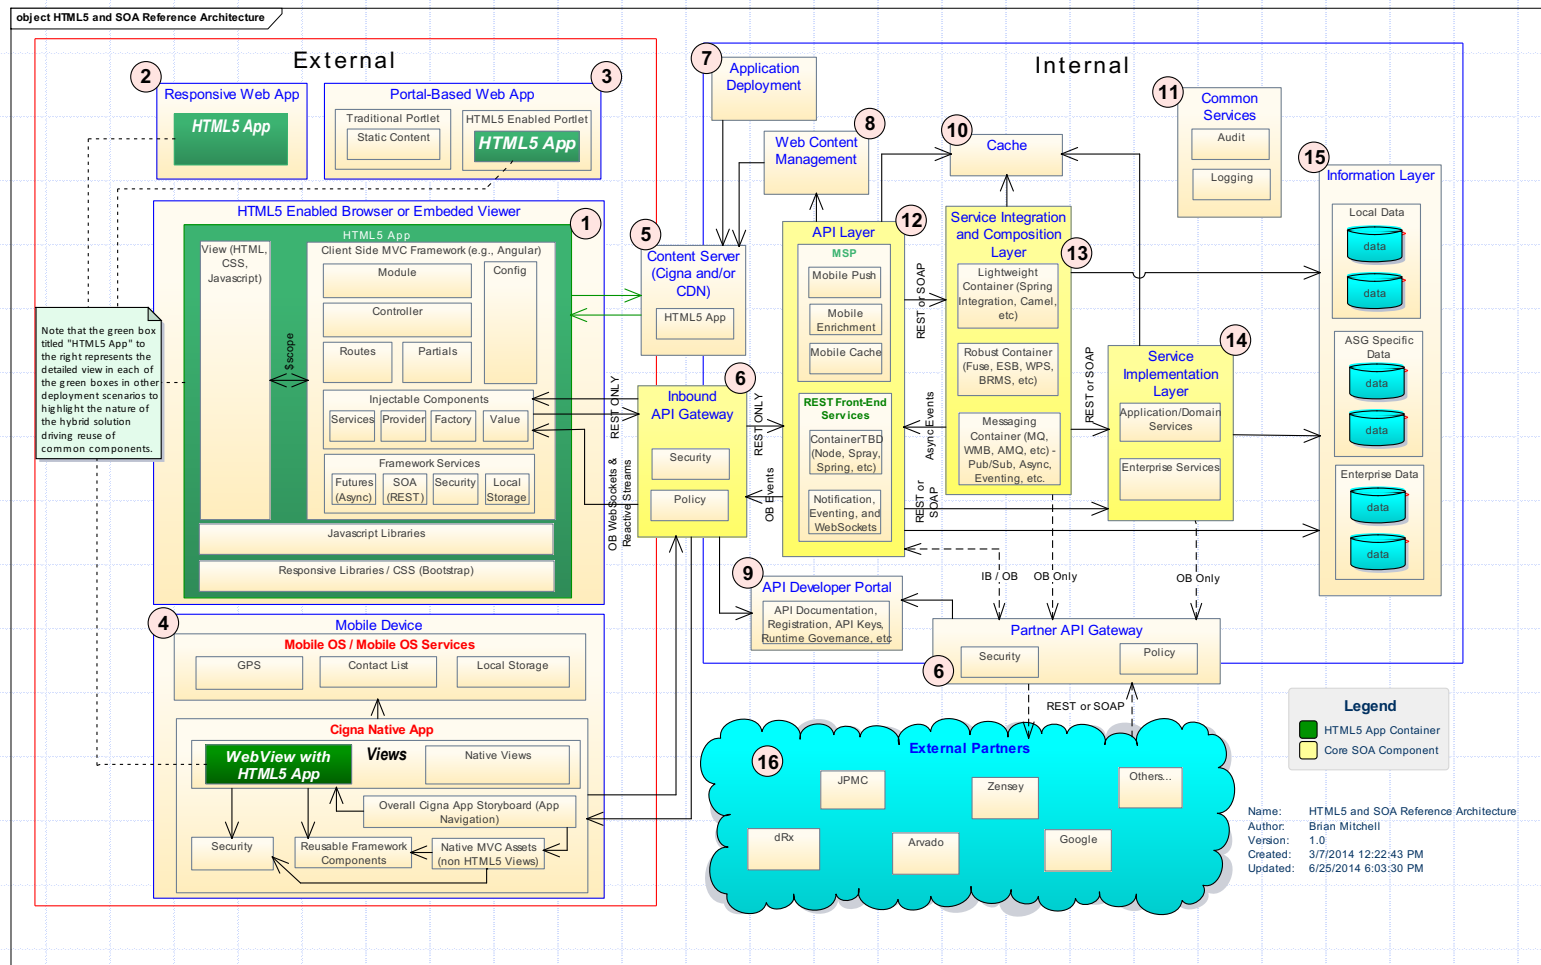 object HTML5 and SOA Reference Architecture
External
2
Responsive Web App
HTML5 App
3
Portal-Based Web App
Traditional Portlet
Static Content
HTML5 Enabled Portlet
HTML5 App
HTML5 Enabled Browser or Embeded Viewer
1
HTML5 App
View (HTML,
CSS,
Javascript)
$scope
Client Side MVC Framework (e.g., Angular)
Module
Config
Controller
Routes
Partials
Injectable Components
Services
Provider
Factory
Value
Framework Services
Futures
(Async)
SOA
(REST)
Security
Local
Storage
Javascript Libraries
Responsive Libraries / CSS (Bootstrap)
Note that the green box
titled "HTML5 App" to
the right represents the
detailed view in each of
the green boxes in other
deployment scenarios to
highlight the nature of
the hybrid solution
driving reuse of
common components.
4
Mobile Device
Mobile OS / Mobile OS Services
GPS
Contact List
Local Storage
Cigna Native App
WebView with
HTML5 App
Views
Native Views
Overall Cigna App Storyboard (App
Navigation)
Security
Reusable Framework
Components
Native MVC Assets
(non HTML5 Views)
Internal
7
Application
Deployment
8
Web Content
Management
5
Content Server
(Cigna and/or
CDN)
HTML5 App
6
Inbound
API Gateway
Security
Policy
REST ONLY
OB WebSockets &
Reactive Streams
REST ONLY
OB Events
12
API Layer
MSP
Mobile Push
Mobile
Enrichment
Mobile Cache
REST Front-End
Services
ContainerTBD
(Node, Spray,
Spring, etc)
Notification,
Eventing, and
WebSockets
REST or SOAP
Async Events
REST or
SOAP
10
Cache
13
Service Integration
and Composition
Layer
Lightweight
Container (Spring
Integration, Camel,
etc)
Robust Container
(Fuse, ESB, WPS,
BRMS, etc)
Messaging
Container (MQ,
WMB, AMQ, etc) -
Pub/Sub, Async,
Eventing, etc.
REST or SOAP
14
Service
Implementation
Layer
Application/Domain
Services
Enterprise Services
11
Common
Services
Audit
Logging
15
Information Layer
Local Data
data
data
ASG Specific
Data
data
data
Enterprise Data
data
data
9
API Developer Portal
API Documentation,
Registration, API Keys,
Runtime Governance, etc
IB / OB
OB Only
OB Only
Partner API Gateway
Security
Policy
6
REST or SOAP
16
External Partners
JPMC
Zensey
Others...
dRx
Arvado
Google
Legend
HTML5 App Container
Core SOA Component
Name: HTML5 and SOA Reference Architecture
Author: Brian Mitchell
Version: 1.0
Created: 3/7/2014 12:22:43 PM
Updated: 6/25/2014 6:03:30 PM